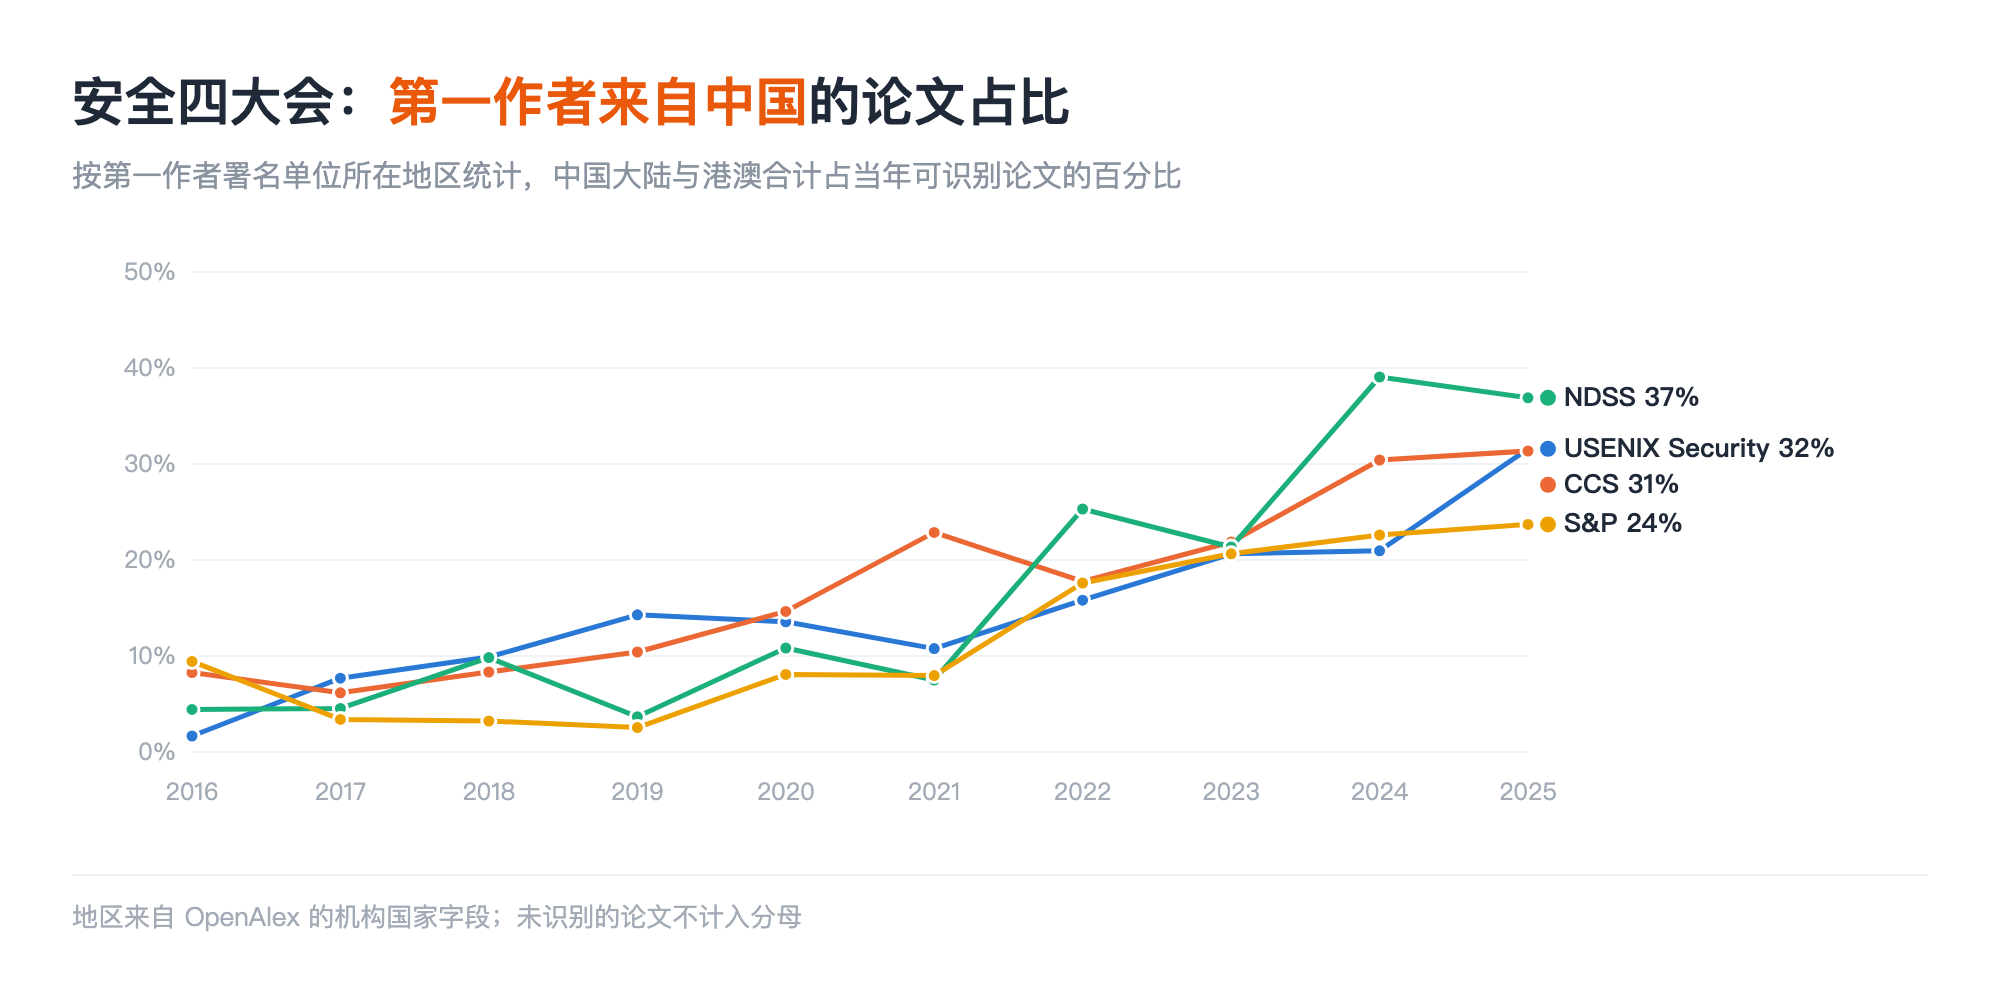 安全四大会：第一作者来自中国的论文占比
按第一作者署名单位所在地区统计，中国大陆与港澳合计占当年可识别论文的百分比
50%
40%
30%
20%
10%
0%
NDSS 37%
USENIX Security 32%
CCS 31%
S&P 24%
2016 2017 2018 2019 2020 2021 2022 2023 2024 2025
地区来自 OpenAlex 的机构国家字段；未识别的论文不计入分母